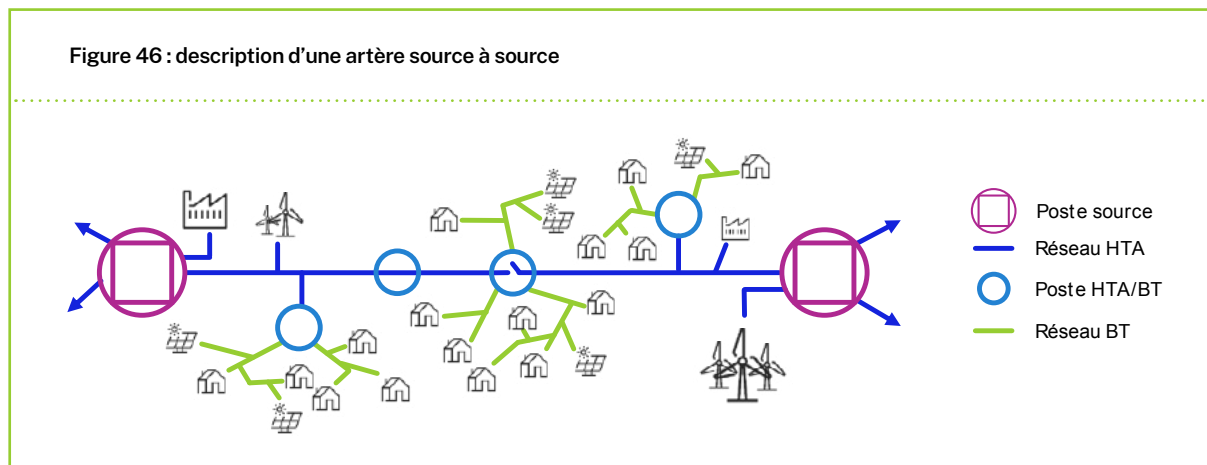 Figure 46 : description d’une artère source à source
Poste source
Réseau HTA
Poste HTA/BT
Réseau BT